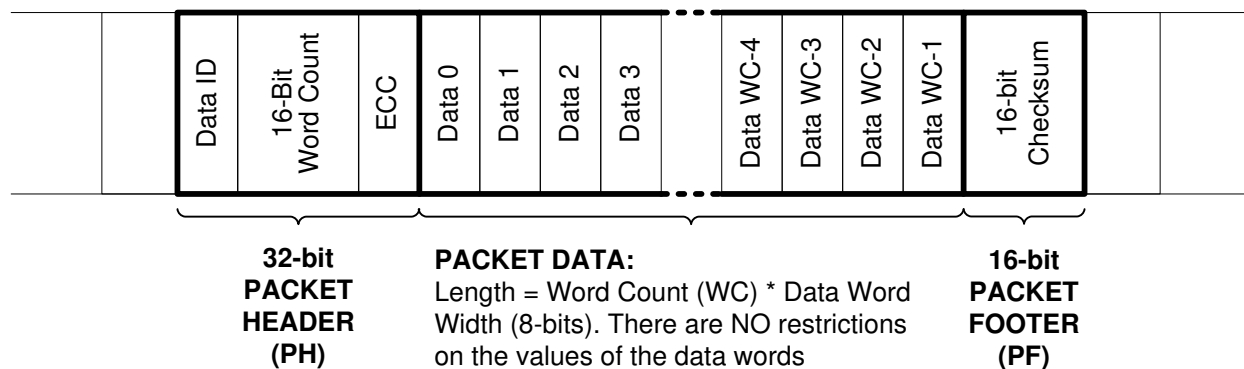 Data ID
16-Bit
Word Count
ECC
Data 0
Data 1
Data 2
Data 3
Data WC-4
Data WC-3
Data WC-2
Data WC-1
16-bit
Checksum
32-bit
PACKET
HEADER
(PH)
PACKET DATA:
Length = Word Count (WC) * Data Word
Width (8-bits). There are NO restrictions
on the values of the data words
16-bit
PACKET
FOOTER
(PF)